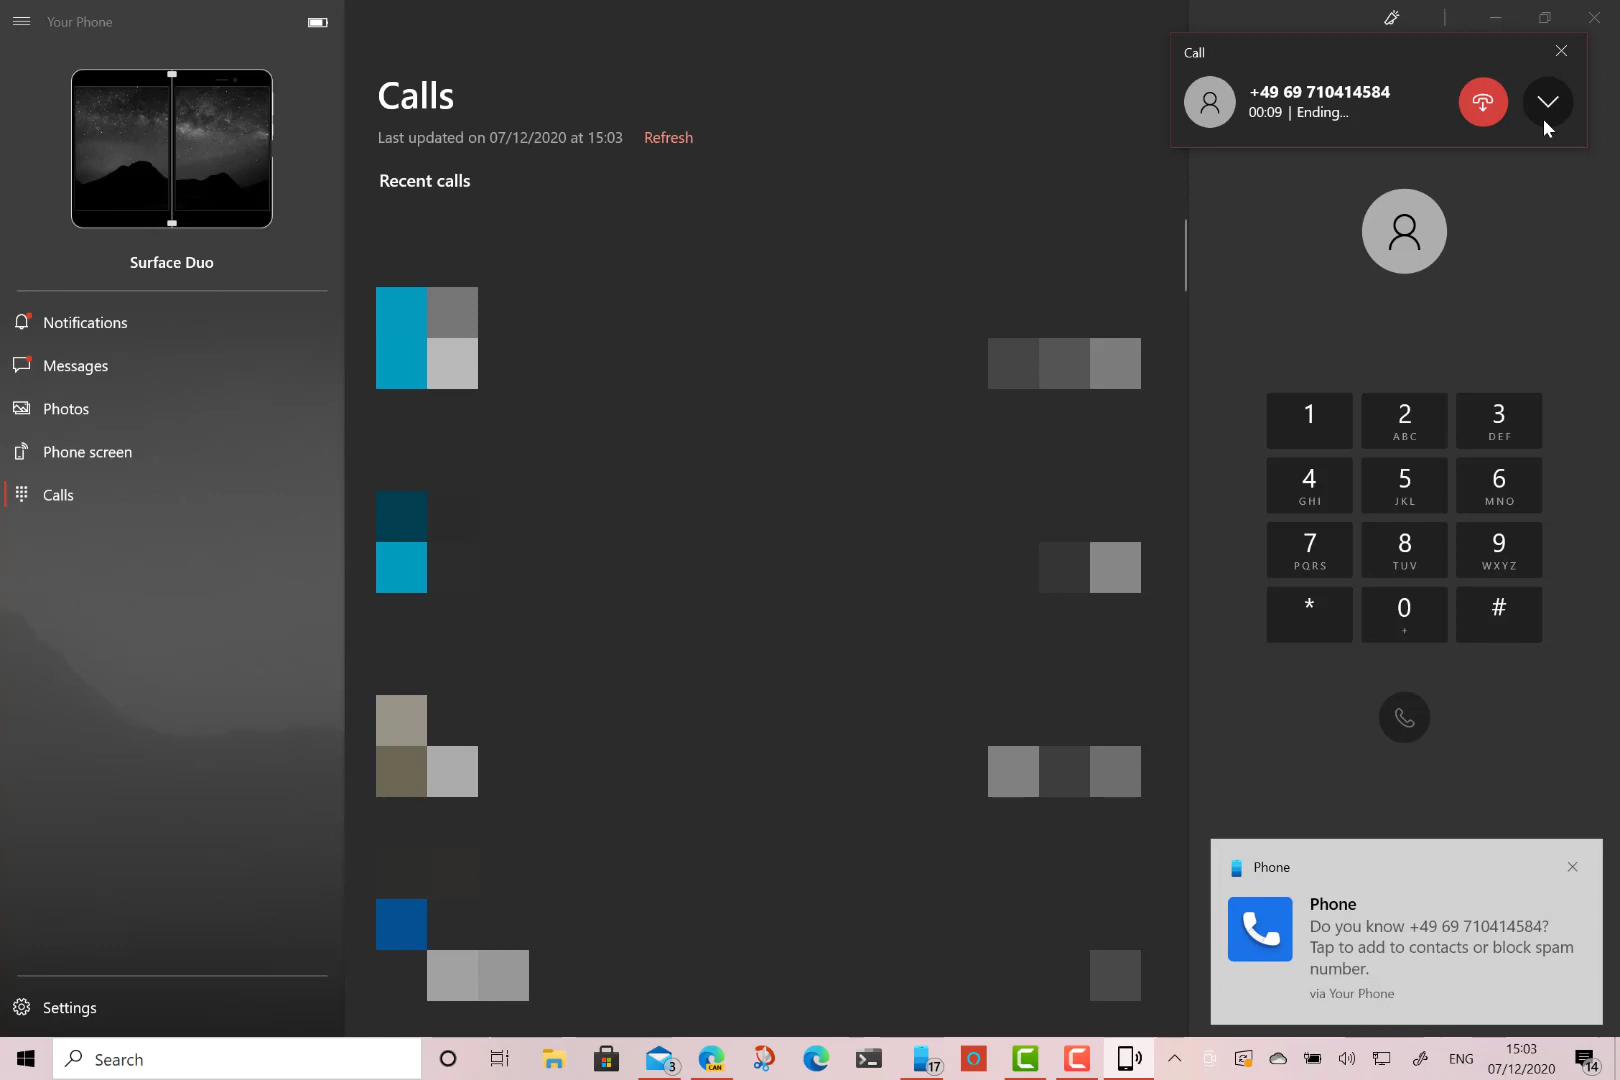 Your Phone
Surface Duo
Notifications
Messages
Photos
Phone screen
Calls
Settings
Calls
Last updated on 07/12/2020 at 15:03 Refresh
Recent calls
Call
+49 69 710414584
00:09 | Ending...
1
2
ABC
3
DEF
4
GHI
5
JKL
6
MNO
7
PQRS
8
TUV
9
WXYZ
*
0
+
#
Phone
Phone
Do you know +49 69 710414584?
Tap to add to contacts or block spam
number.
via Your Phone
Search
3
CAN
17
ENG
15:03
07/12/2020
14